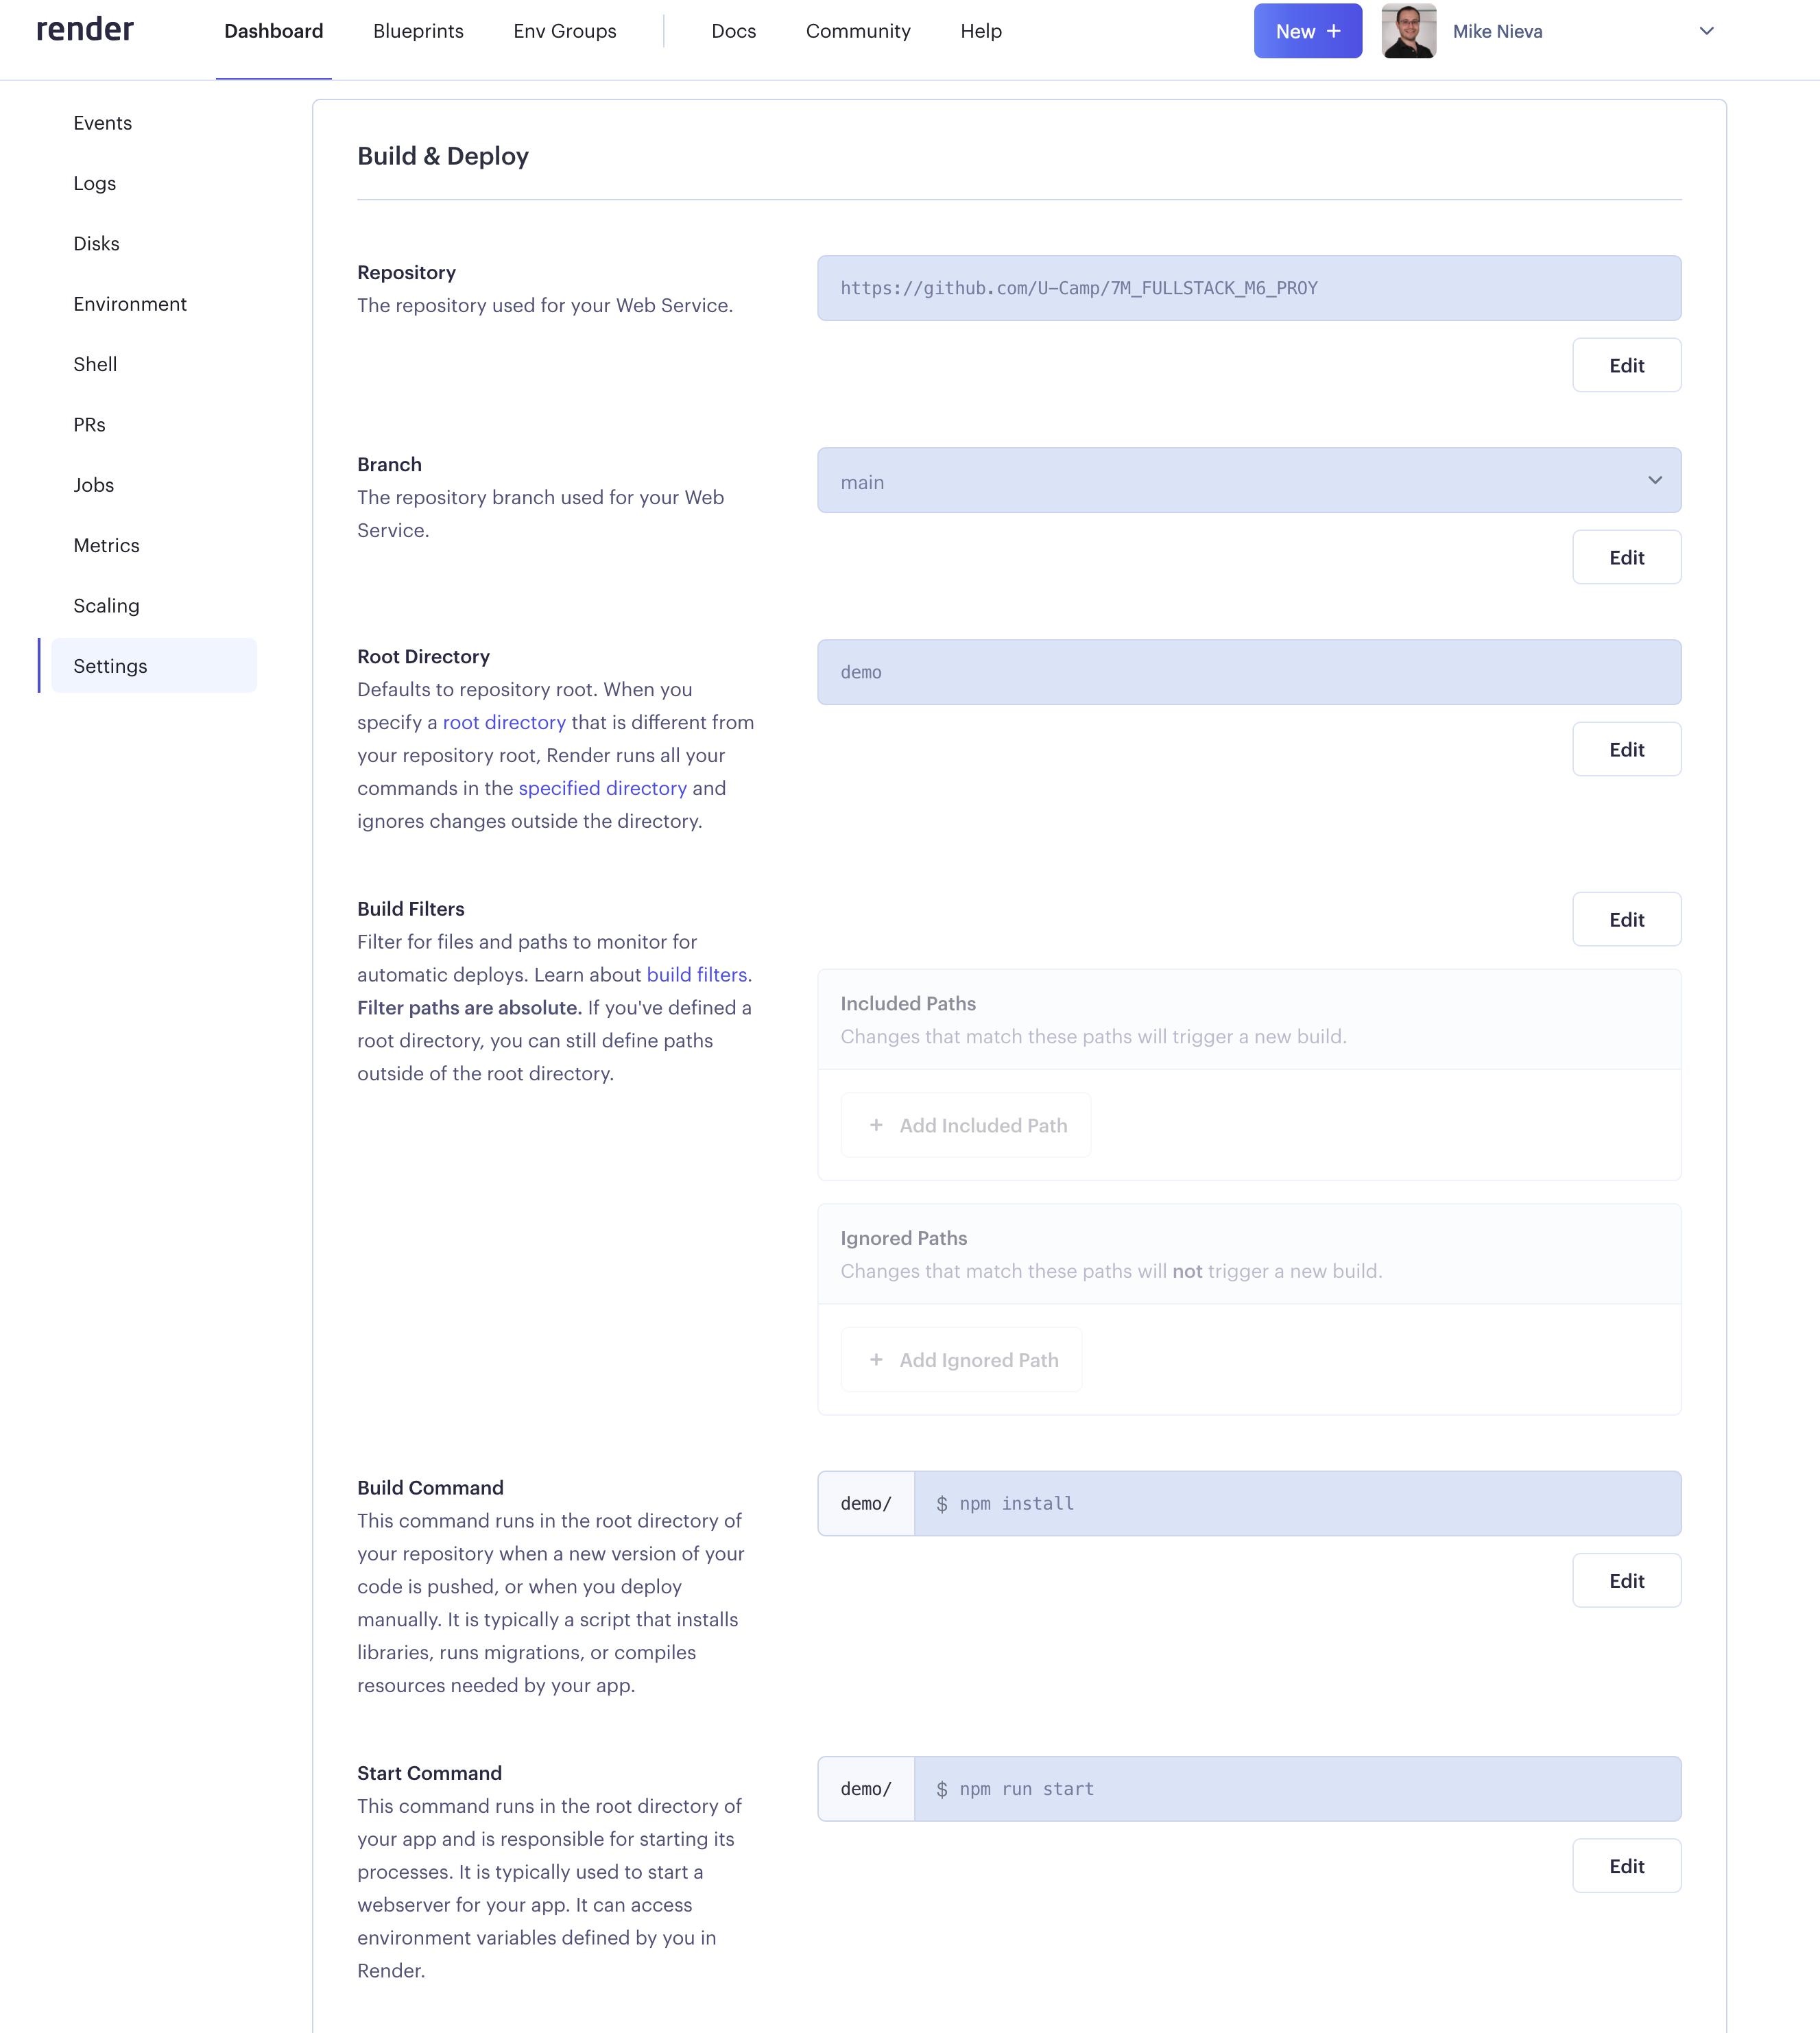 render
Dashboard
Blueprints
Env Groups
Docs
Community
Help
New +
Mike Nieva
Events
Logs
Disks
Environment
Shell
PRs
Jobs
Metrics
Scaling
Settings
Build & Deploy
Repository
The repository used for your Web Service.
https://github.com/U-Camp/7M_FULLSTACK_M6_PROY
Edit
Branch
The repository branch used for your Web
Service.
main
Edit
Root Directory
Defaults to repository root. When you
specify a root directory that is different from
your repository root, Render runs all your
commands in the specified directory and
ignores changes outside the directory.
demo
Edit
Build Filters
Filter for files and paths to monitor for
automatic deploys. Learn about build filters.
Filter paths are absolute. If you've defined a
root directory, you can still define paths
outside of the root directory.
Edit
Included Paths
Changes that match these paths will trigger a new build.
+ Add Included Path
Ignored Paths
Changes that match these paths will not trigger a new build.
+ Add Ignored Path
Build Command
This command runs in the root directory of
your repository when a new version of your
code is pushed, or when you deploy
manually. It is typically a script that installs
libraries, runs migrations, or compiles
resources needed by your app.
demo/ $ npm install
Edit
Start Command
This command runs in the root directory of
your app and is responsible for starting its
processes. It is typically used to start a
webserver for your app. It can access
environment variables defined by you in
Render.
demo/ $ npm run start
Edit